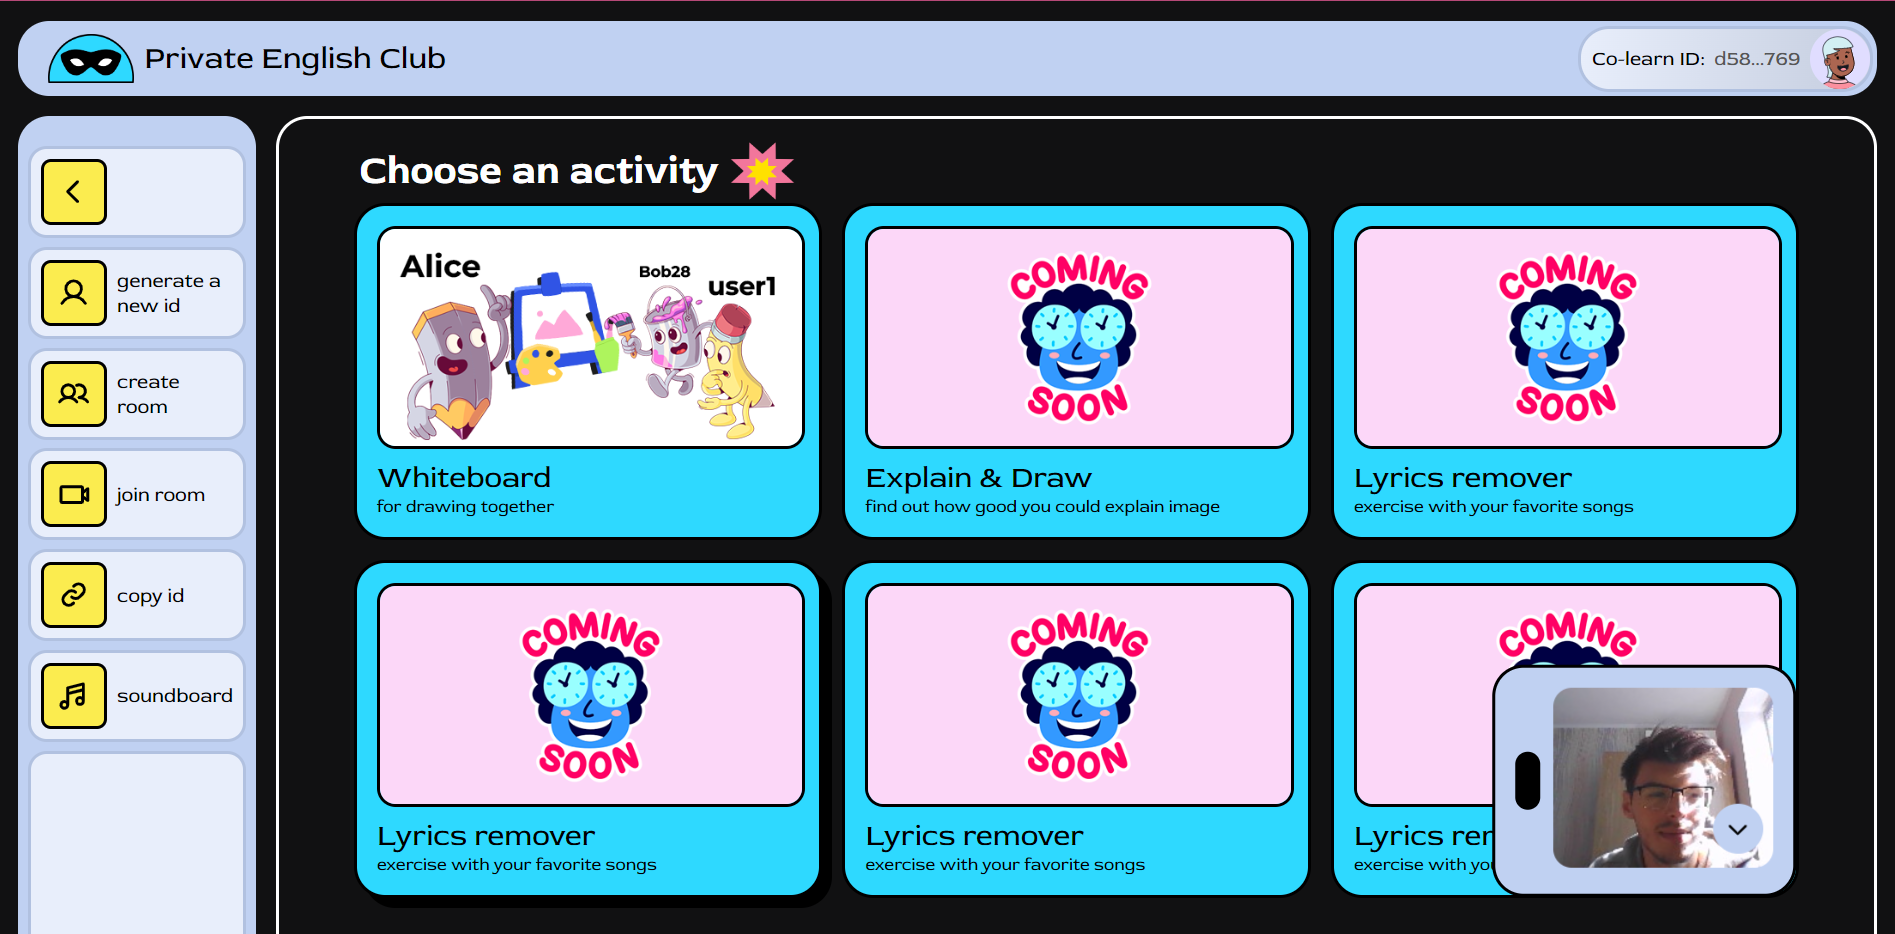 Private English Club
Co-learn ID: d58...769
generate a
new id
create
room
join room
copy id
soundboard
Choose an activity
Alice
Bob28
user1
Whiteboard
for drawing together
COMING
SOON
Explain & Draw
find out how good you could explain image
COMING
SOON
Lyrics remover
exercise with your favorite songs
COMING
SOON
Lyrics remover
exercise with your favorite songs
COMING
SOON
Lyrics remover
exercise with your favorite songs
COMING
Lyrics rer
exercise with you